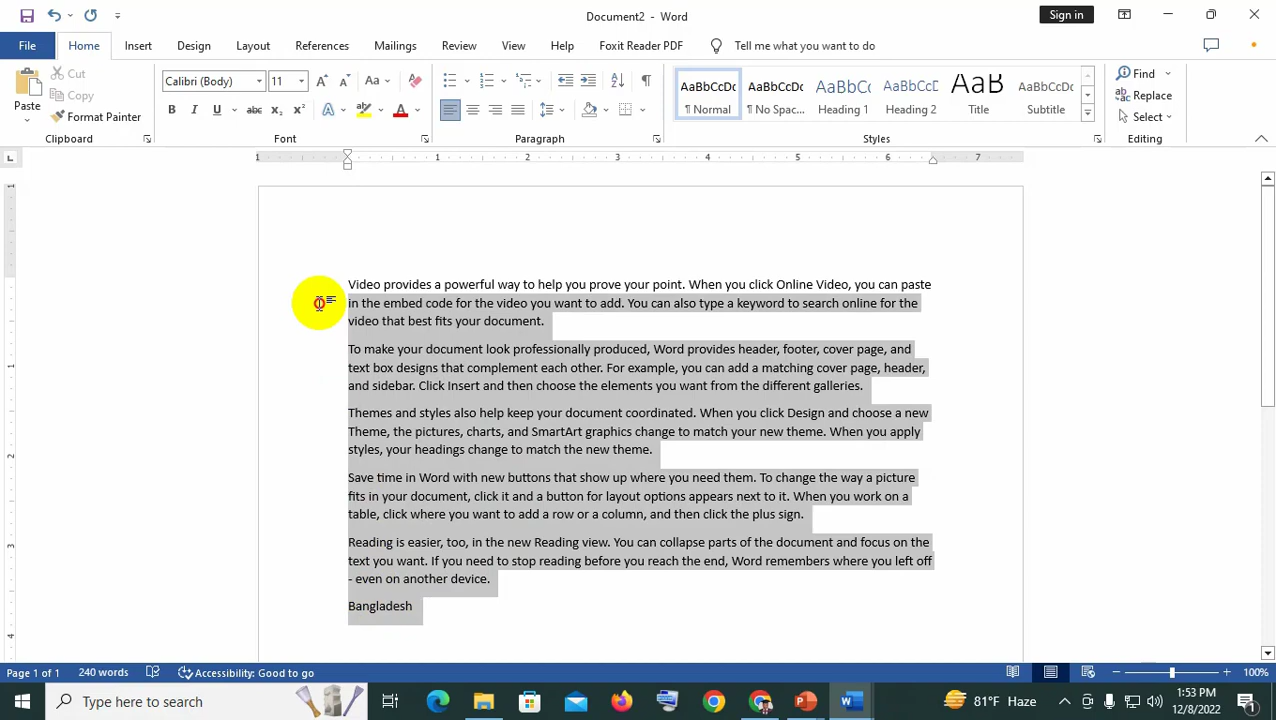 Document2 - Word
Sign in
File Home Insert Design Layout References Mailings Review View Help Foxit Reader PDF Tell me what you want to do
Paste
Cut
Copy
Format Painter
Clipboard
Calibri (Body) 11
Font
Paragraph
AaBbCcDc AaBbCcDc AaBbCc AaBbCcD AaB AaBbCcDc
¶ Normal ¶ No Spac... Heading 1 Heading 2 Title Subtitle
Styles
Find
Replace
Select
Editing
1 1 2 3 4 5 6 7
Video provides a powerful way to help you prove your point. When you click Online Video, you can paste
in the embed code for the video you want to add. You can also type a keyword to search online for the
video that best fits your document.
To make your document look professionally produced, Word provides header, footer, cover page, and
text box designs that complement each other. For example, you can add a matching cover page, header,
and sidebar. Click Insert and then choose the elements you want from the different galleries.
Themes and styles also help keep your document coordinated. When you click Design and choose a new
Theme, the pictures, charts, and SmartArt graphics change to match your new theme. When you apply
styles, your headings change to match the new theme.
Save time in Word with new buttons that show up where you need them. To change the way a picture
fits in your document, click it and a button for layout options appears next to it. When you work on a
table, click where you want to add a row or a column, and then click the plus sign.
Reading is easier, too, in the new Reading view. You can collapse parts of the document and focus on the
text you want. If you need to stop reading before you reach the end, Word remembers where you left off
- even on another device.
Bangladesh
Page 1 of 1 240 words Accessibility: Good to go 100%
Type here to search
81°F Haze
1:53 PM
12/8/2022